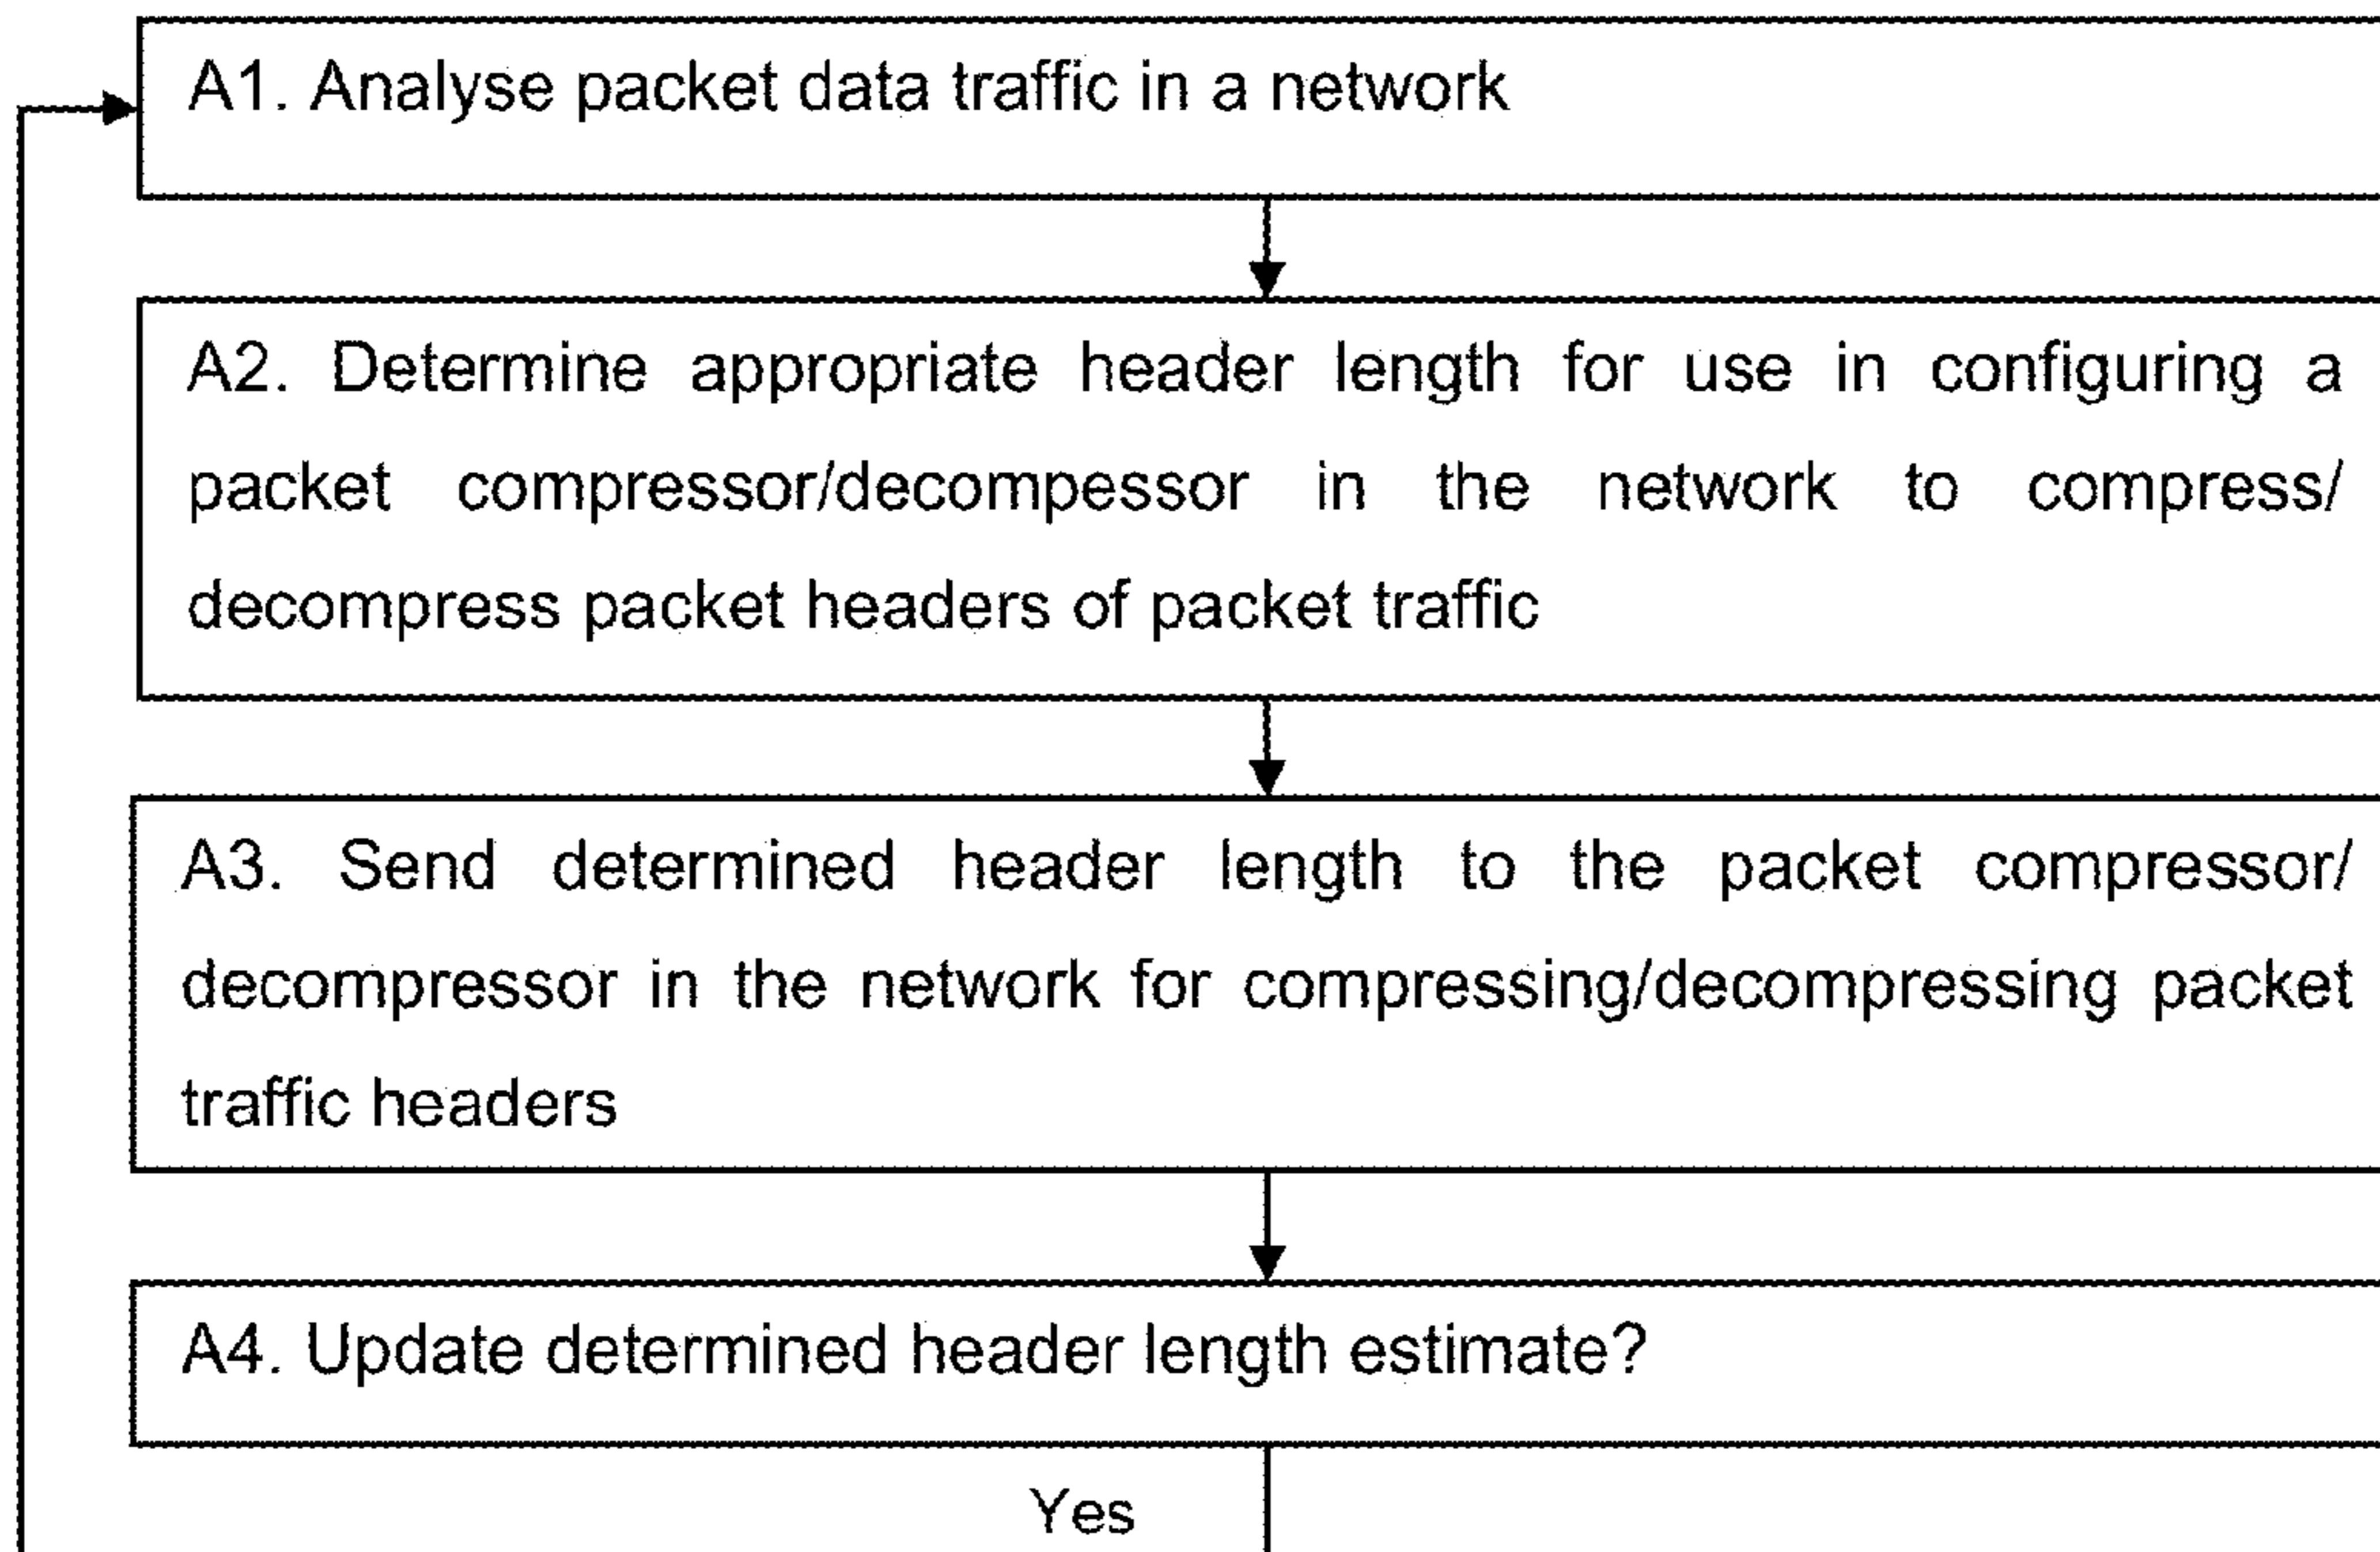 A1. Analyse packet data traffic in a network
A2. Determine appropriate header length for use in configuring a
packet compressor/decompessor in the network to compress/
decompress packet headers of packet traffic
A3. Send determined header length to the packet compressor/
decompressor in the network for compressing/decompressing packet
traffic headers
A4. Update determined header length estimate?
Yes